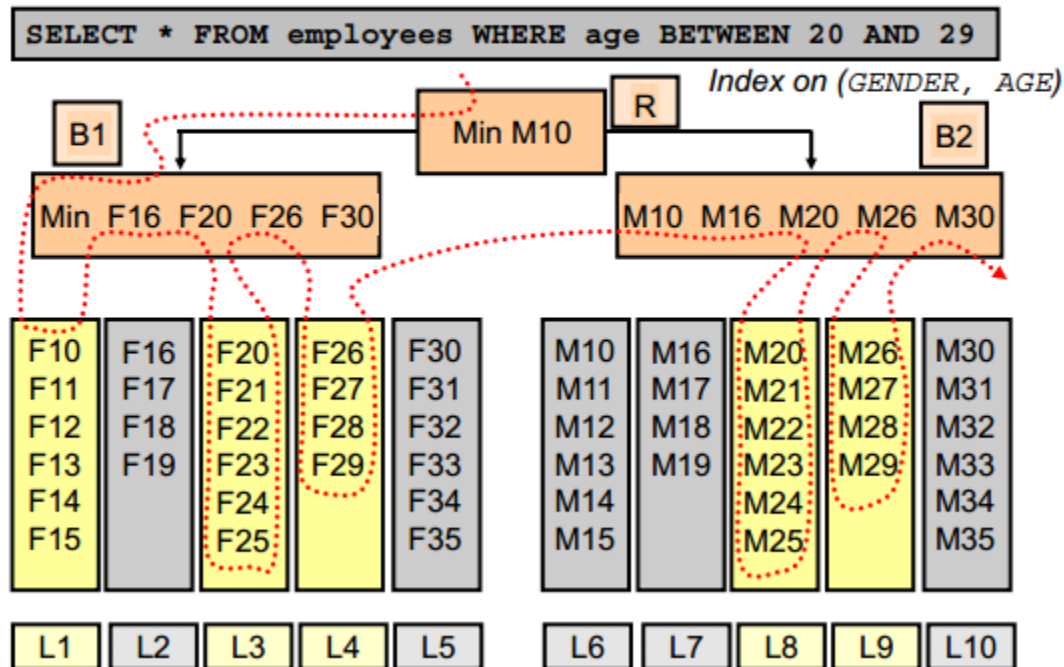 SELECT * FROM employees WHERE age BETWEEN 20 AND 29
Index on (GENDER, AGE)
B1
Min M10
R
B2
Min F16 F20 F26 F30
M10 M16 M20 M26 M30
F10
F11
F12
F13
F14
F15
F16
F17
F18
F19
F20
F21
F22
F23
F24
F25
F26
F27
F28
F29
F30
F31
F32
F33
F34
F35
M10
M11
M12
M13
M14
M15
M16
M17
M18
M19
M20
M21
M22
M23
M24
M25
M26
M27
M28
M29
M30
M31
M32
M33
M34
M35
L1 L2 L3 L4 L5 L6 L7 L8 L9 L10